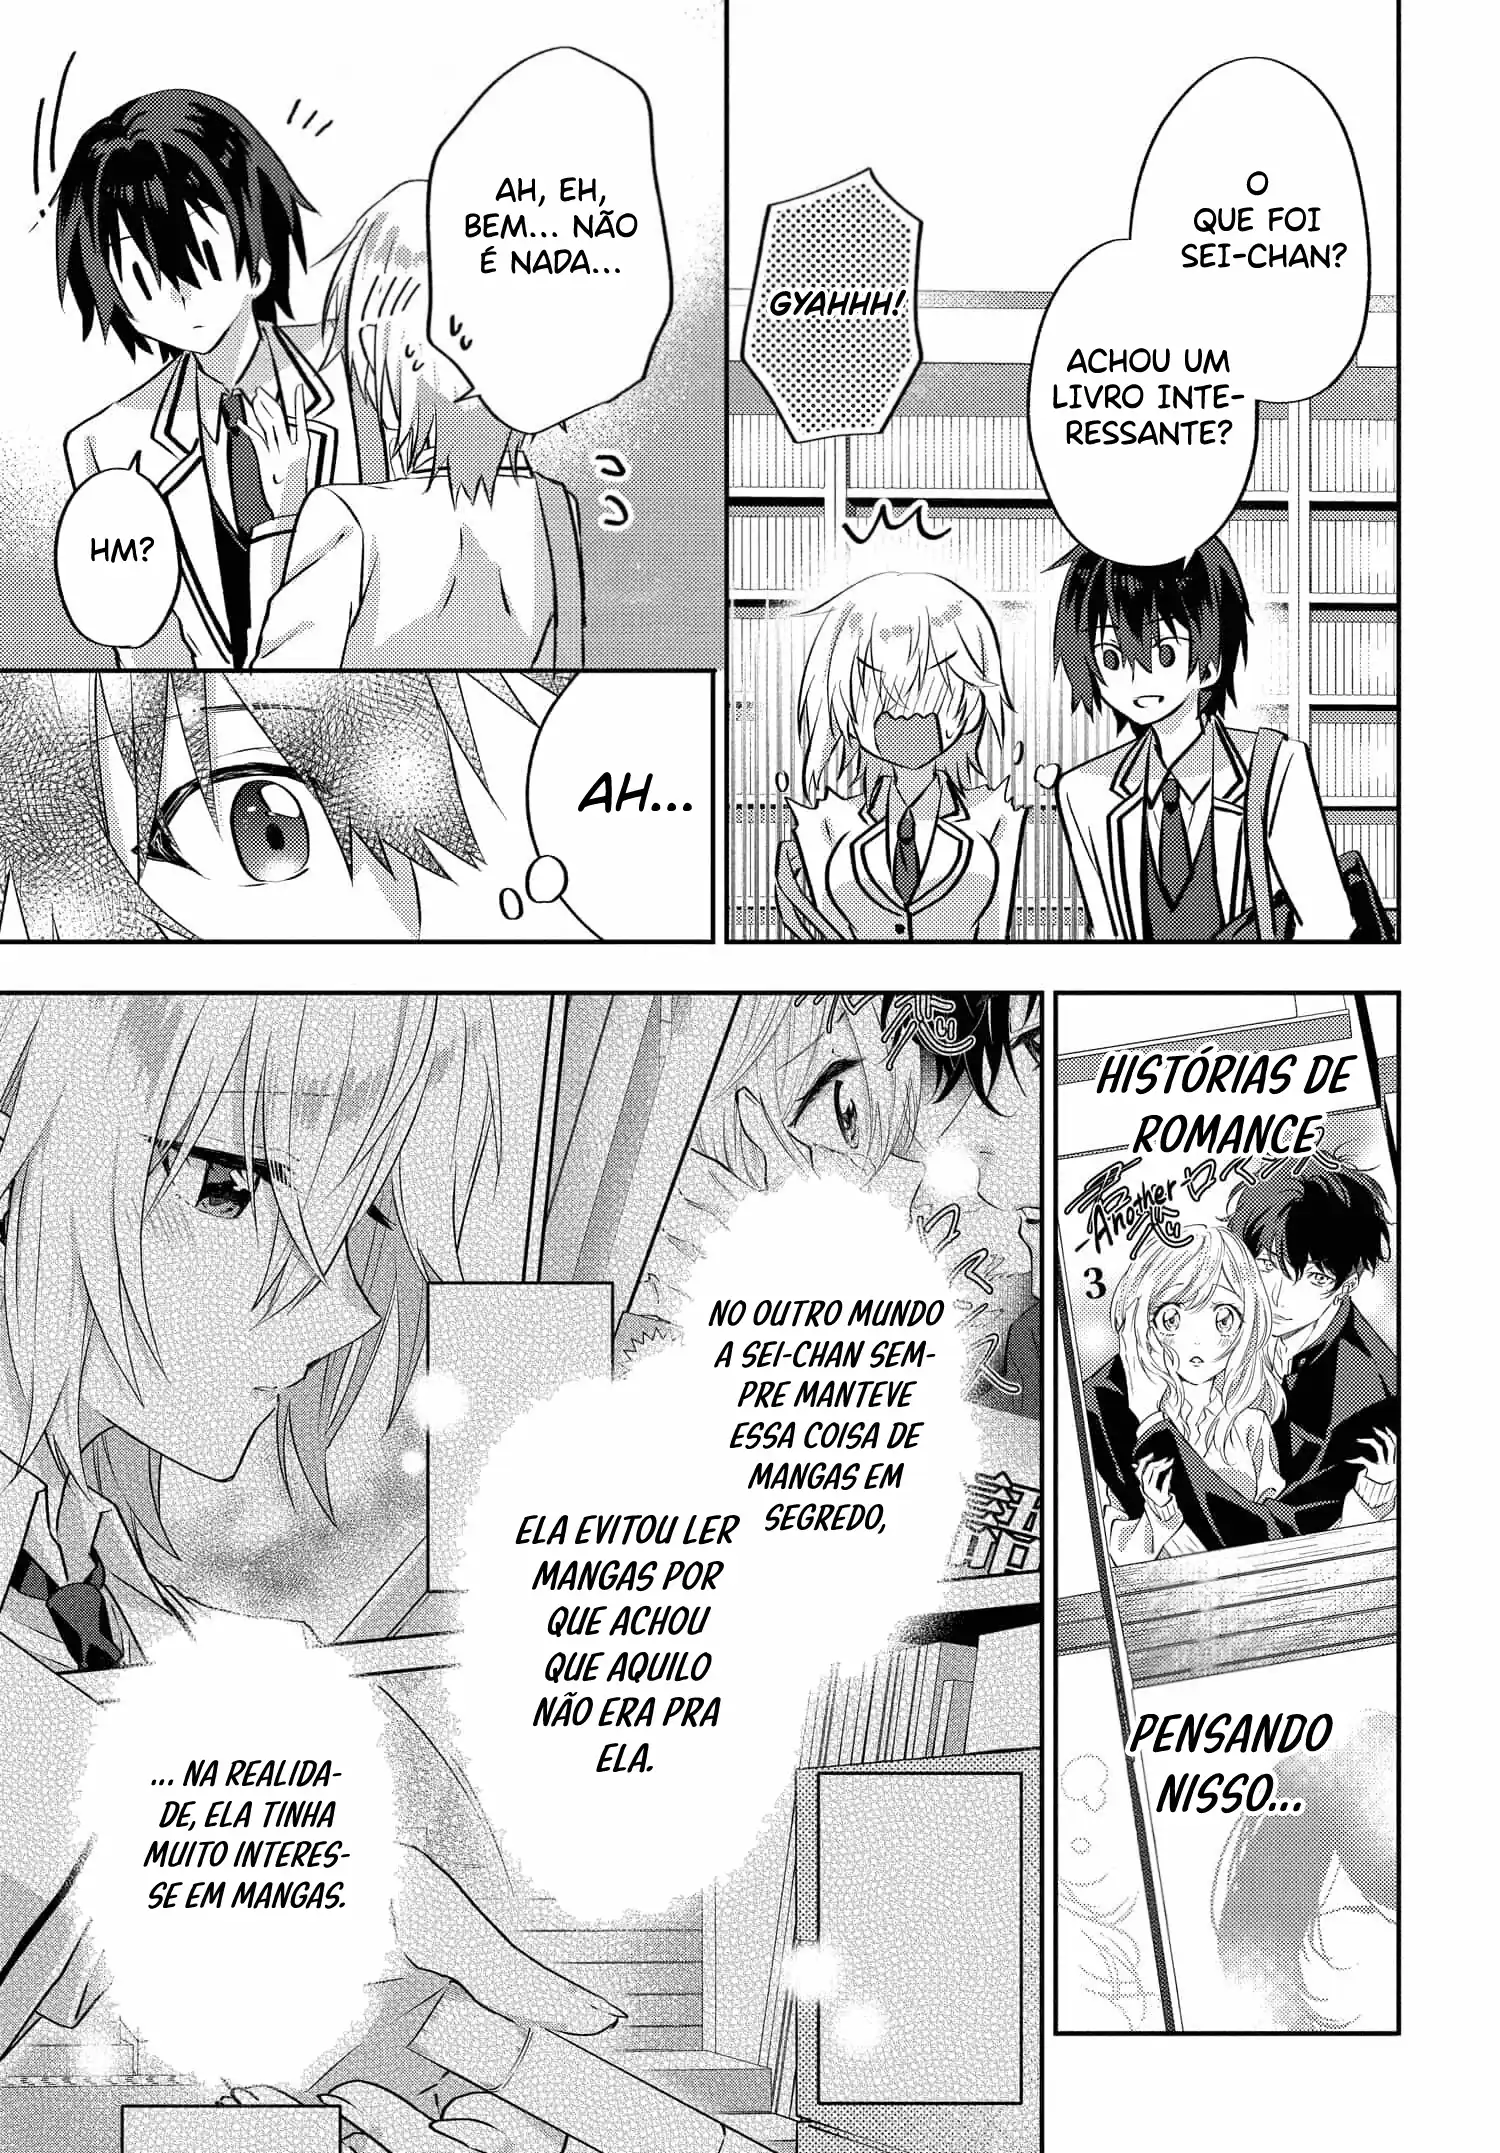 O
QUE FOI
SEI-CHAN?
ACHOU UM
LIVRO INTE-
RESSANTE?
GYAHHH!
AH, EH,
BEM... NÃO
É NADA...
HM?
AH...
HISTÓRIAS DE
ROMANCE
-Another
3
PENSANDO
NISSO...
NO OUTRO MUNDO
A SEI-CHAN SEM-
PRE MANTEVE
ESSA COISA DE
MANGAS EM
SEGREDO,
ELA EVITOU LER
MANGAS POR
QUE ACHOU
QUE AQUILO
NÃO ERA PRA
ELA.
... NA REALIDA-
DE, ELA TINHA
MUITO INTERES-
SE EM MANGAS.